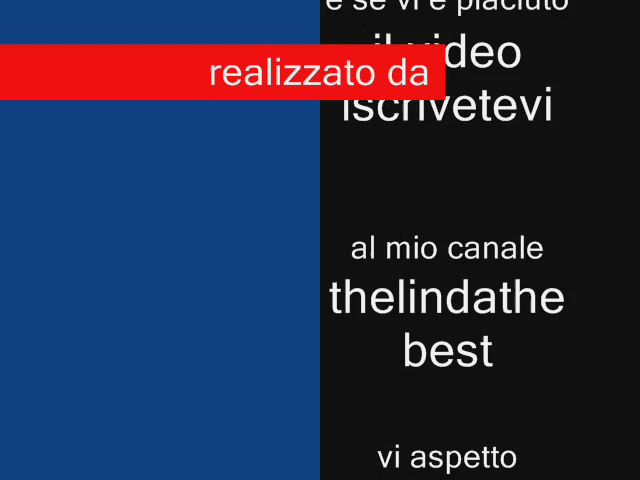 e se vi è piaciuto
il video
realizzato da
iscrivetevi
al mio canale
thelindathe
best
vi aspetto